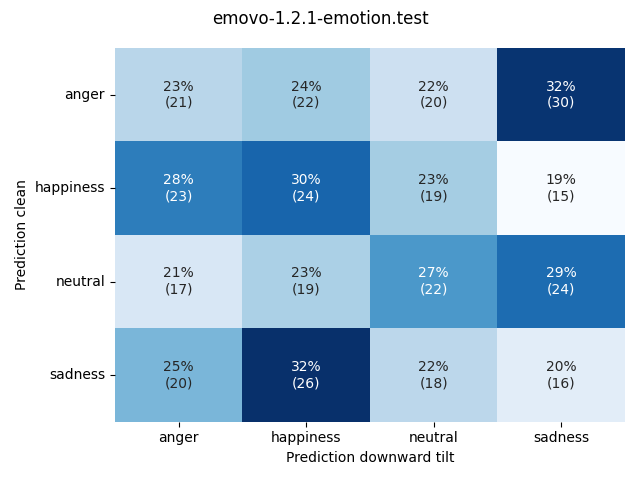 emovo-1.2.1-emotion.test
Prediction clean
anger
23% 24% 22% 32%
(21) (22) (20) (30)
happiness
28% 30% 23% 19%
(23) (24) (19) (15)
neutral
21% 23% 27% 29%
(17) (19) (22) (24)
sadness
25% 32% 22% 20%
(20) (26) (18) (16)
anger happiness neutral sadness
Prediction downward tilt